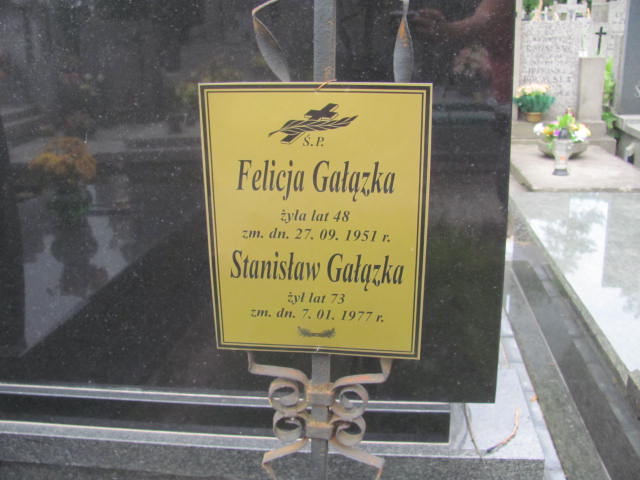 Ś.P.
Felicja Gałązka
żyła lat 48
zm. dn. 27. 09. 1951 r.
Stanisław Gałązka
żył lat 73
zm. dn. 7. 01. 1977 r.